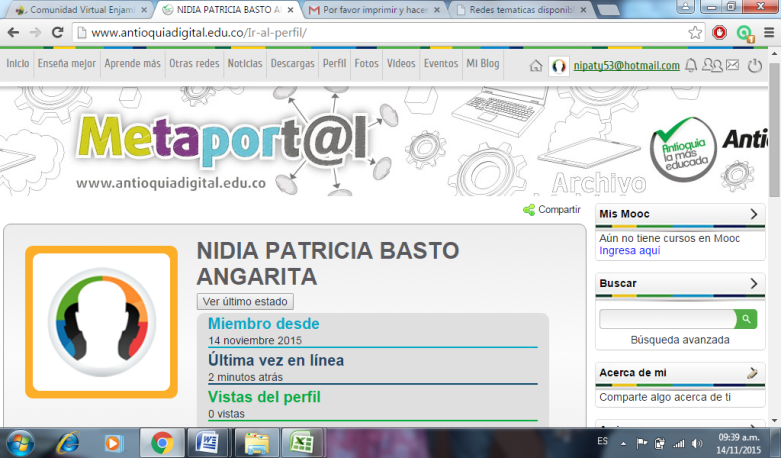 Comunidad Virtual Enjamb
NIDIA PATRICIA BASTO A
Por favor imprimir y hacer
Redes tematicas disponibl
www.antioquiadigital.edu.co/Ir-al-perfil/
Inicio Enseña mejor Aprende más Otras redes Noticias Descargas Perfil Fotos Videos Eventos Mi Blog
nipaty53@hotmail.com
Metaport@l
www.antioquiadigital.edu.co
Archivo
Antioquia
la más
educada
Anti
Compartir
NIDIA PATRICIA BASTO
ANGARITA
Ver último estado
Miembro desde
14 noviembre 2015
Última vez en línea
2 minutos atrás
Vistas del perfil
0 vistas
Mis Mooc
Aún no tiene cursos en Mooc
Ingresa aquí
Buscar
Búsqueda avanzada
Acerca de mi
Comparte algo acerca de ti
ES
09:39 a.m.
14/11/2015